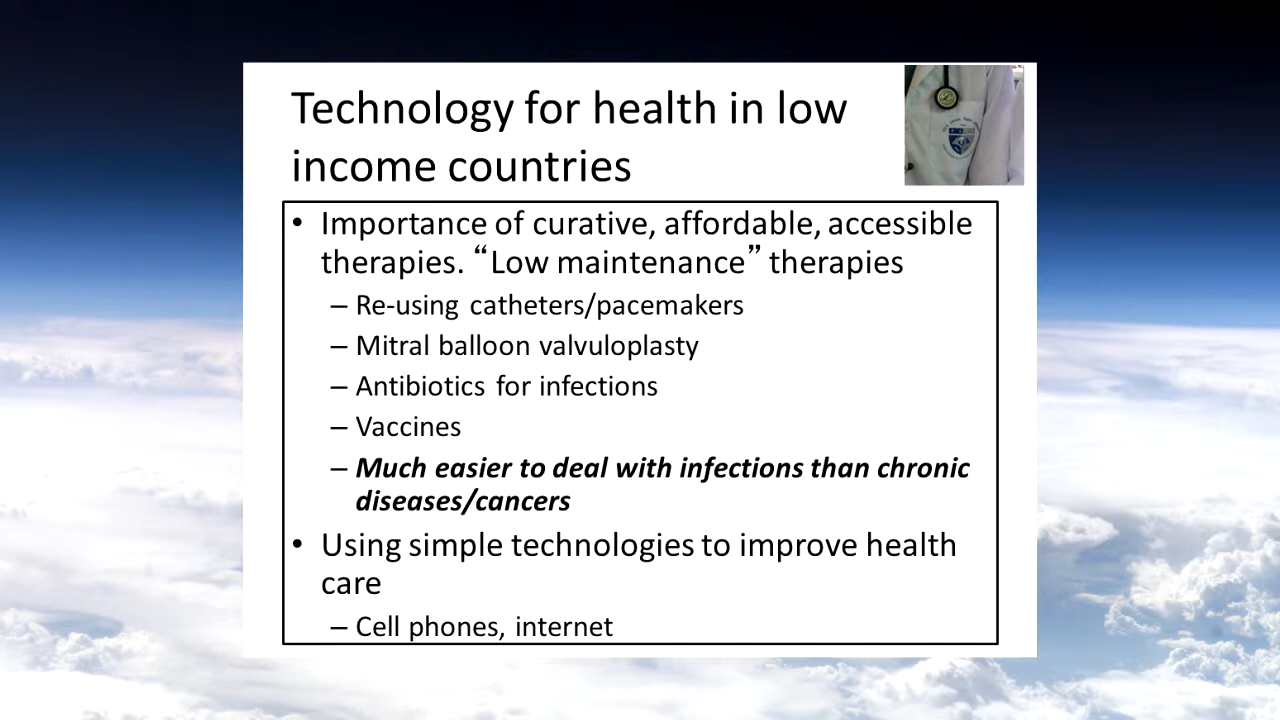 Technology for health in low
income countries
• Importance of curative, affordable, accessible
therapies. “Low maintenance” therapies
– Re-using catheters/pacemakers
– Mitral balloon valvuloplasty
– Antibiotics for infections
– Vaccines
– Much easier to deal with infections than chronic
diseases/cancers
• Using simple technologies to improve health
care
– Cell phones, internet